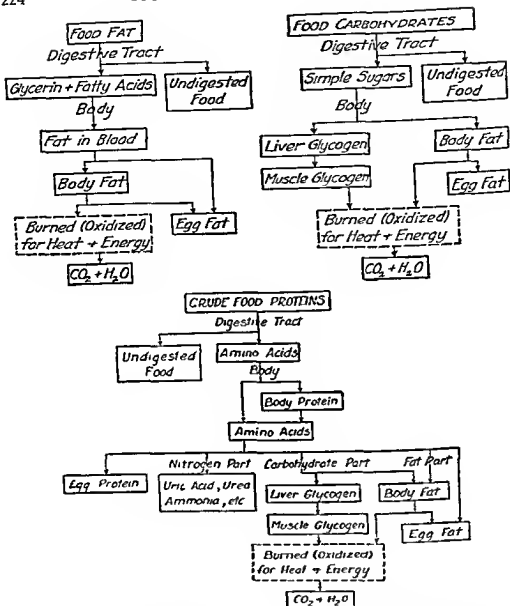 224
FOOD FAT
Digestive Tract
Glycerin + Fatty Acids
Undigested
Food
Body
Fat in Blood
Body Fat
Burned (Oxidized)
for Heat + Energy
Egg Fat
CO₂ + H₂O
FOOD CARBOHYDRATES
Digestive Tract
Simple Sugars
Undigested
Food
Body
Liver Glycogen
Body Fat
Muscle Glycogen
Egg Fat
Burned (Oxidized)
for Heat + Energy
CO₂ + H₂O
CRUDE FOOD PROTEINS
Digestive Tract
Undigested
Food
Amino Acids
Body
Body Protein
Amino Acids
Nitrogen Part
Carbohydrate Part
Fat Part
Egg Protein
Uric Acid, Urea
Ammonia, etc
Liver Glycogen
Body Fat
Muscle Glycogen
Egg Fat
Burned (Oxidized)
for Heat + Energy
CO₂ + H₂O